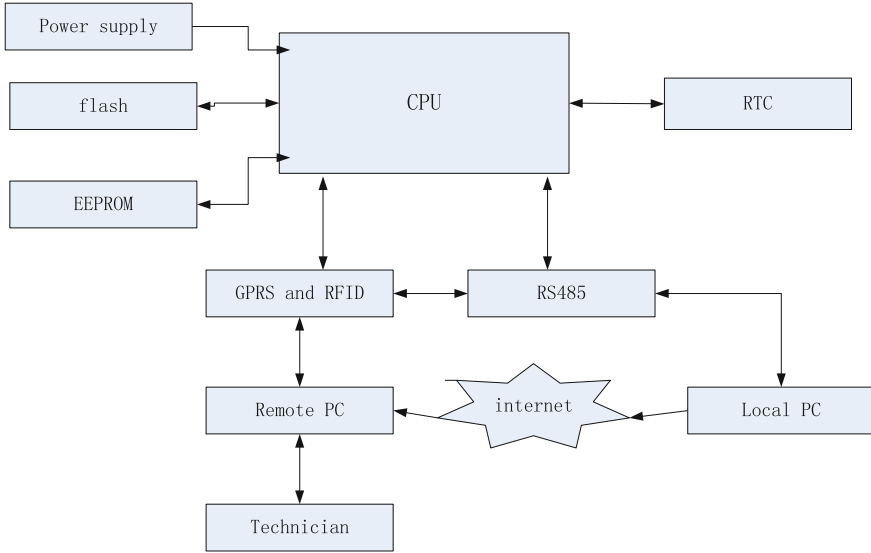 Power supply
flash
CPU
RTC
EEPROM
GPRS and RFID
RS485
Remote PC
internet
Local PC
Technician